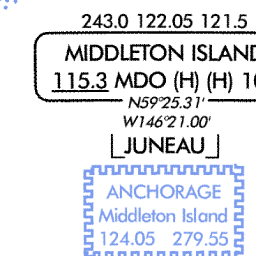 243.0 122.05 121.5
MIDDLETON ISLAND
115.3 MDO (H) (H) 10
N59°25.31'
W146°21.00'
JUNEAU
ANCHORAGE
Middleton Island
124.05 279.55